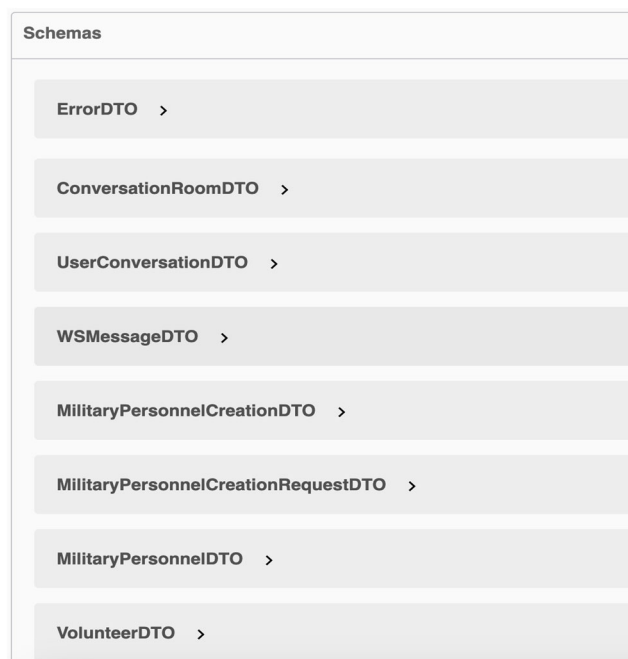 Schemas
ErrorDTO
ConversationRoomDTO
UserConversationDTO
WSMessageDTO
MilitaryPersonnelCreationDTO
MilitaryPersonnelCreationRequestDTO
MilitaryPersonnelDTO
VolunteerDTO